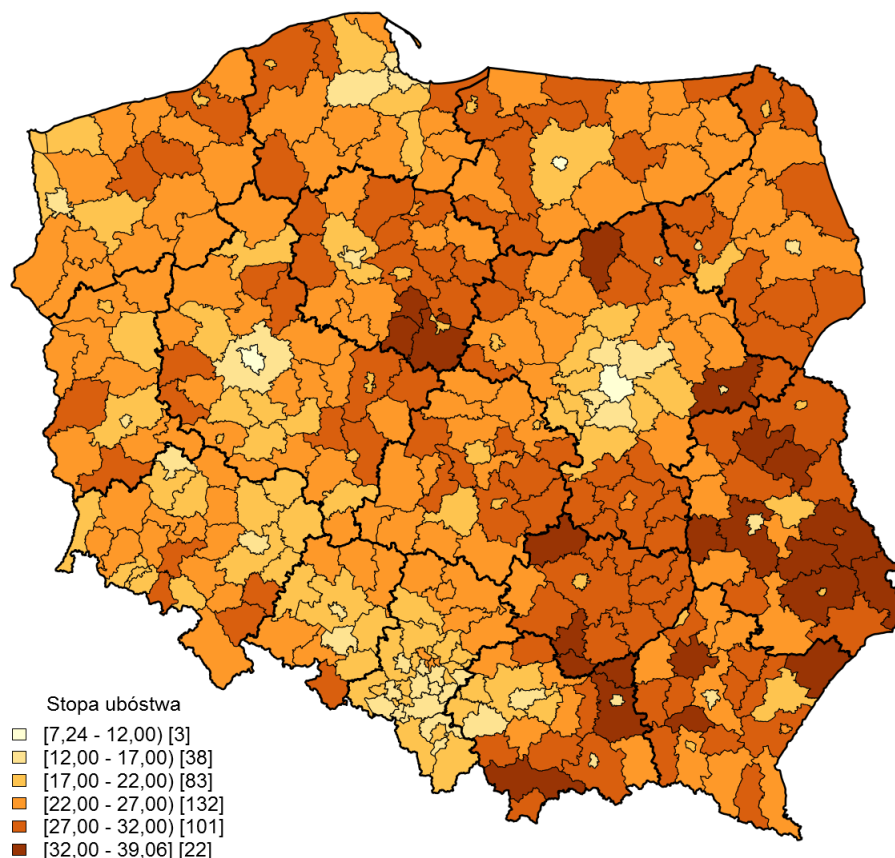 Stopa ubóstwa
[7,24 - 12,00) [3]
[12,00 - 17,00) [38]
[17,00 - 22,00) [83]
[22,00 - 27,00) [132]
[27,00 - 32,00) [101]
[32,00 - 39,06] [22]